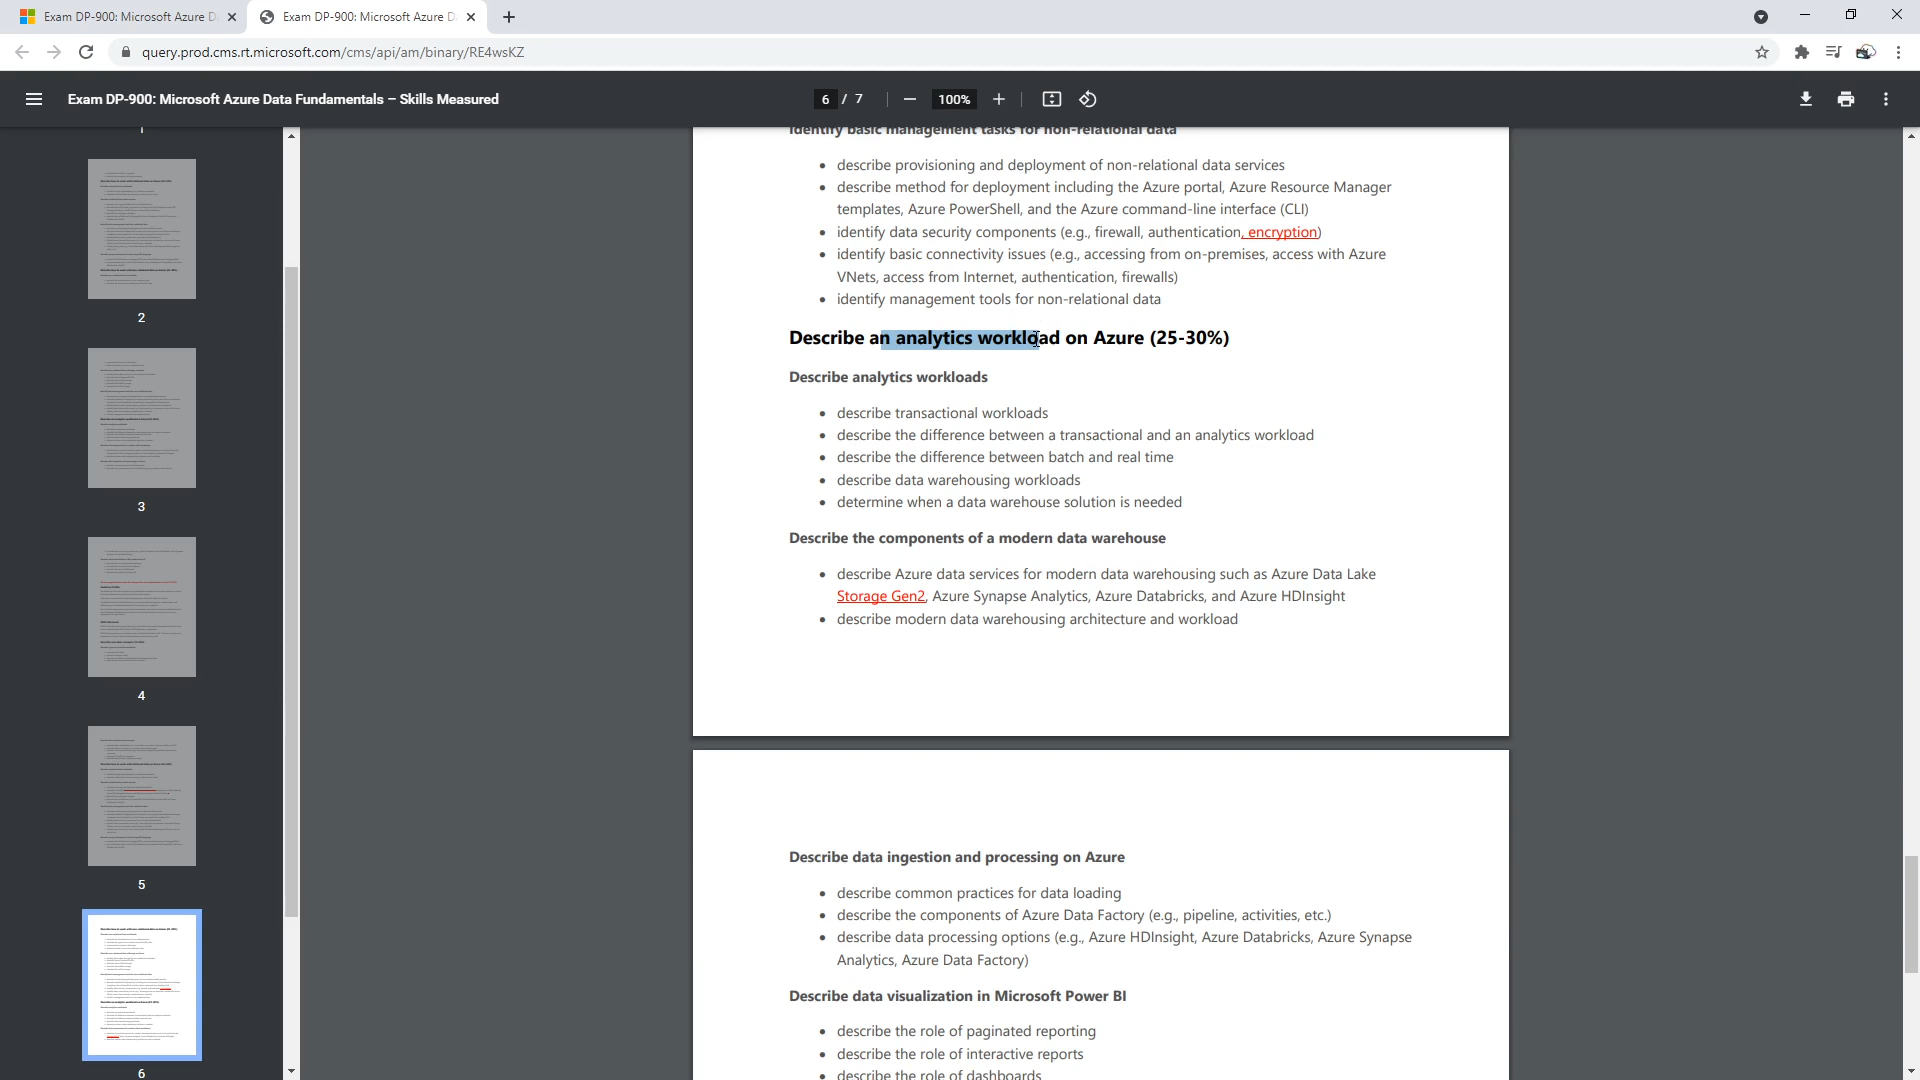 Exam DP-900: Microsoft Azure D
Exam DP-900: Microsoft Azure D
query.prod.cms.rt.microsoft.com/cms/api/am/binary/RE4wsKZ
Exam DP-900: Microsoft Azure Data Fundamentals – Skills Measured
6 / 7
100%
2
3
4
5
6
Identify basic management tasks for non-relational data
• describe provisioning and deployment of non-relational data services
• describe method for deployment including the Azure portal, Azure Resource Manager
templates, Azure PowerShell, and the Azure command-line interface (CLI)
• identify data security components (e.g., firewall, authentication, encryption)
• identify basic connectivity issues (e.g., accessing from on-premises, access with Azure
VNets, access from Internet, authentication, firewalls)
• identify management tools for non-relational data
Describe an analytics workload on Azure (25-30%)
Describe analytics workloads
• describe transactional workloads
• describe the difference between a transactional and an analytics workload
• describe the difference between batch and real time
• describe data warehousing workloads
• determine when a data warehouse solution is needed
Describe the components of a modern data warehouse
• describe Azure data services for modern data warehousing such as Azure Data Lake
Storage Gen2, Azure Synapse Analytics, Azure Databricks, and Azure HDInsight
• describe modern data warehousing architecture and workload
Describe data ingestion and processing on Azure
• describe common practices for data loading
• describe the components of Azure Data Factory (e.g., pipeline, activities, etc.)
• describe data processing options (e.g., Azure HDInsight, Azure Databricks, Azure Synapse
Analytics, Azure Data Factory)
Describe data visualization in Microsoft Power BI
• describe the role of paginated reporting
• describe the role of interactive reports
• describe the role of dashboards